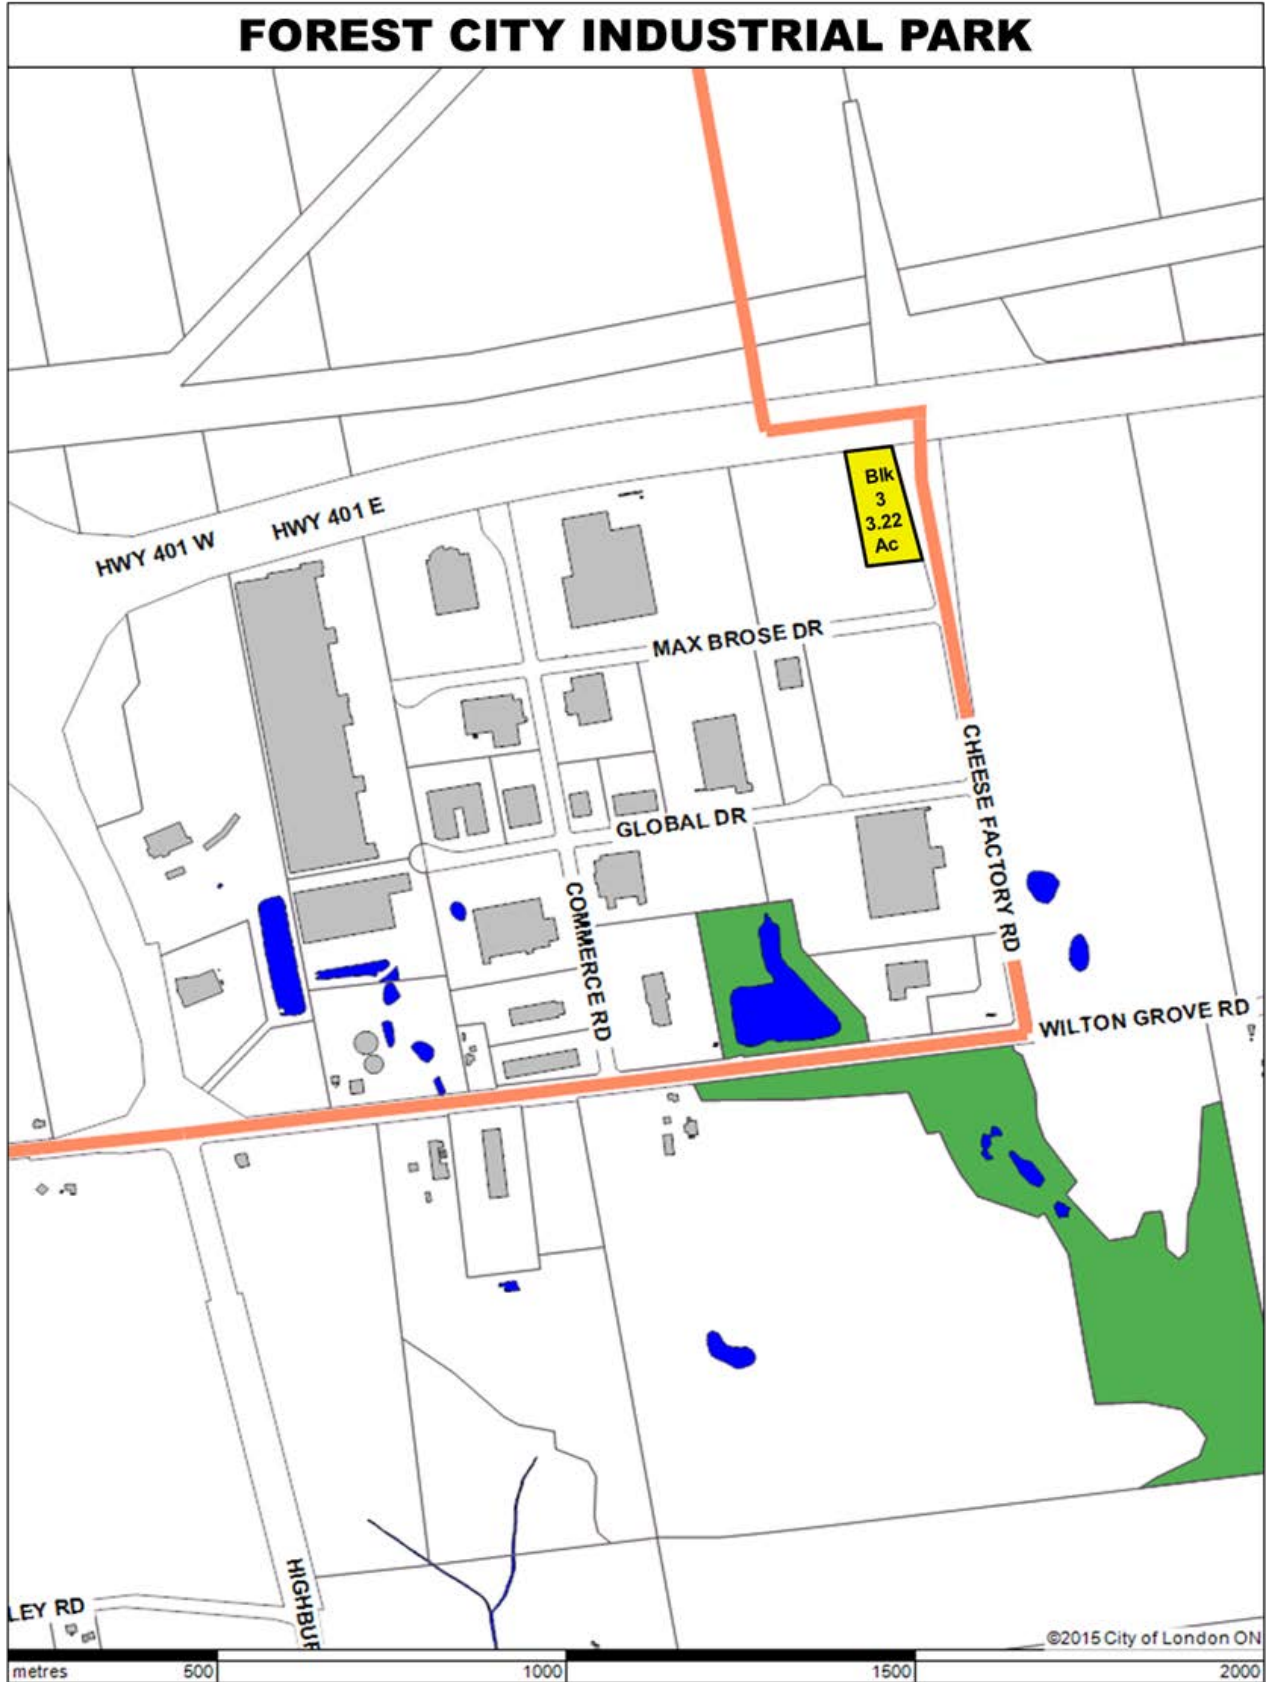 FOREST CITY INDUSTRIAL PARK
Blk
3
3.22
Ac
HWY 401 W
HWY 401 E
MAX BROSE DR
CHEESE FACTORY RD
GLOBAL DR
COMMERCE RD
WILTON GROVE RD
HIGHBU
LEY RD
©2015 City of London ON
metres 500 1000 1500 2000